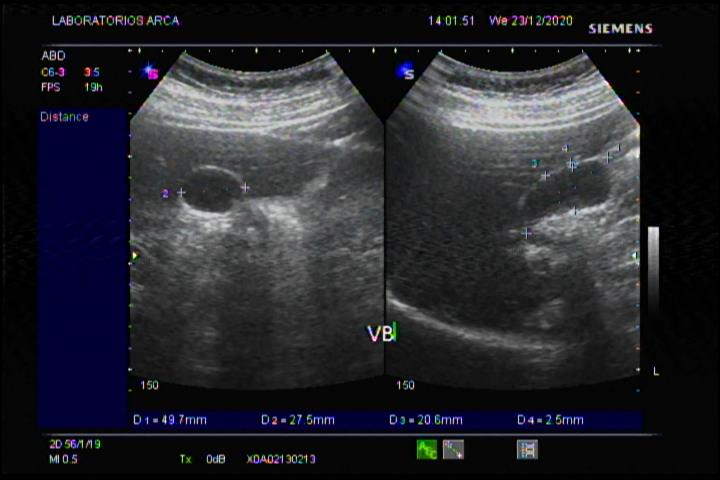 LABORATORIOS ARCA 14:01:51 We 23/12/2020 SIEMENS
ABD
C6-3 3.5
FPS 19h
Distance
S S
2 3
VB
150 150
D1 = 49.7mm D2 = 27.5mm D3 = 20.6mm D4 = 2.5mm
L
2D 56/1/19
MI 0.5 Tx 0dB X0A02130213